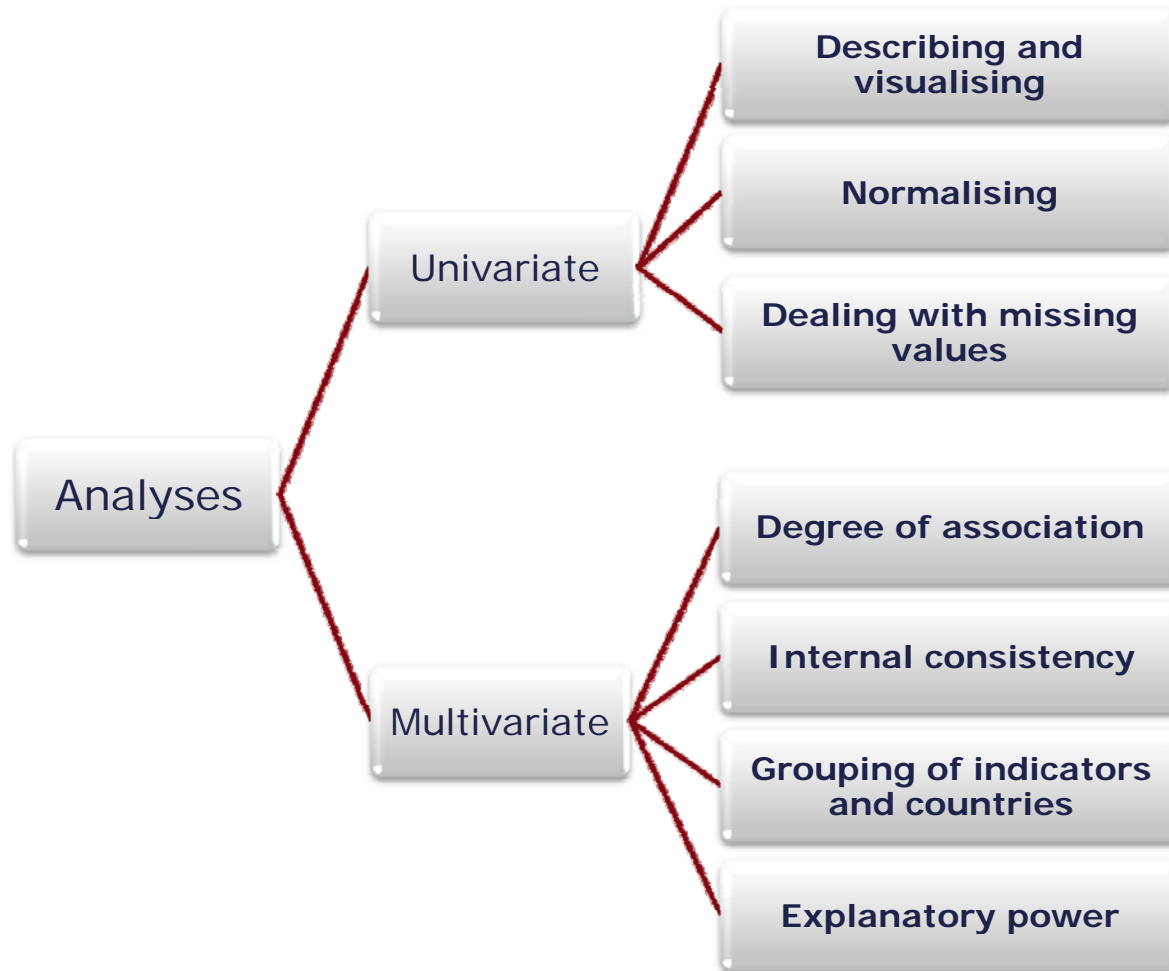 Analyses
Univariate
Describing and
visualising
Normalising
Dealing with missing
values
Multivariate
Degree of association
Internal consistency
Grouping of indicators
and countries
Explanatory power